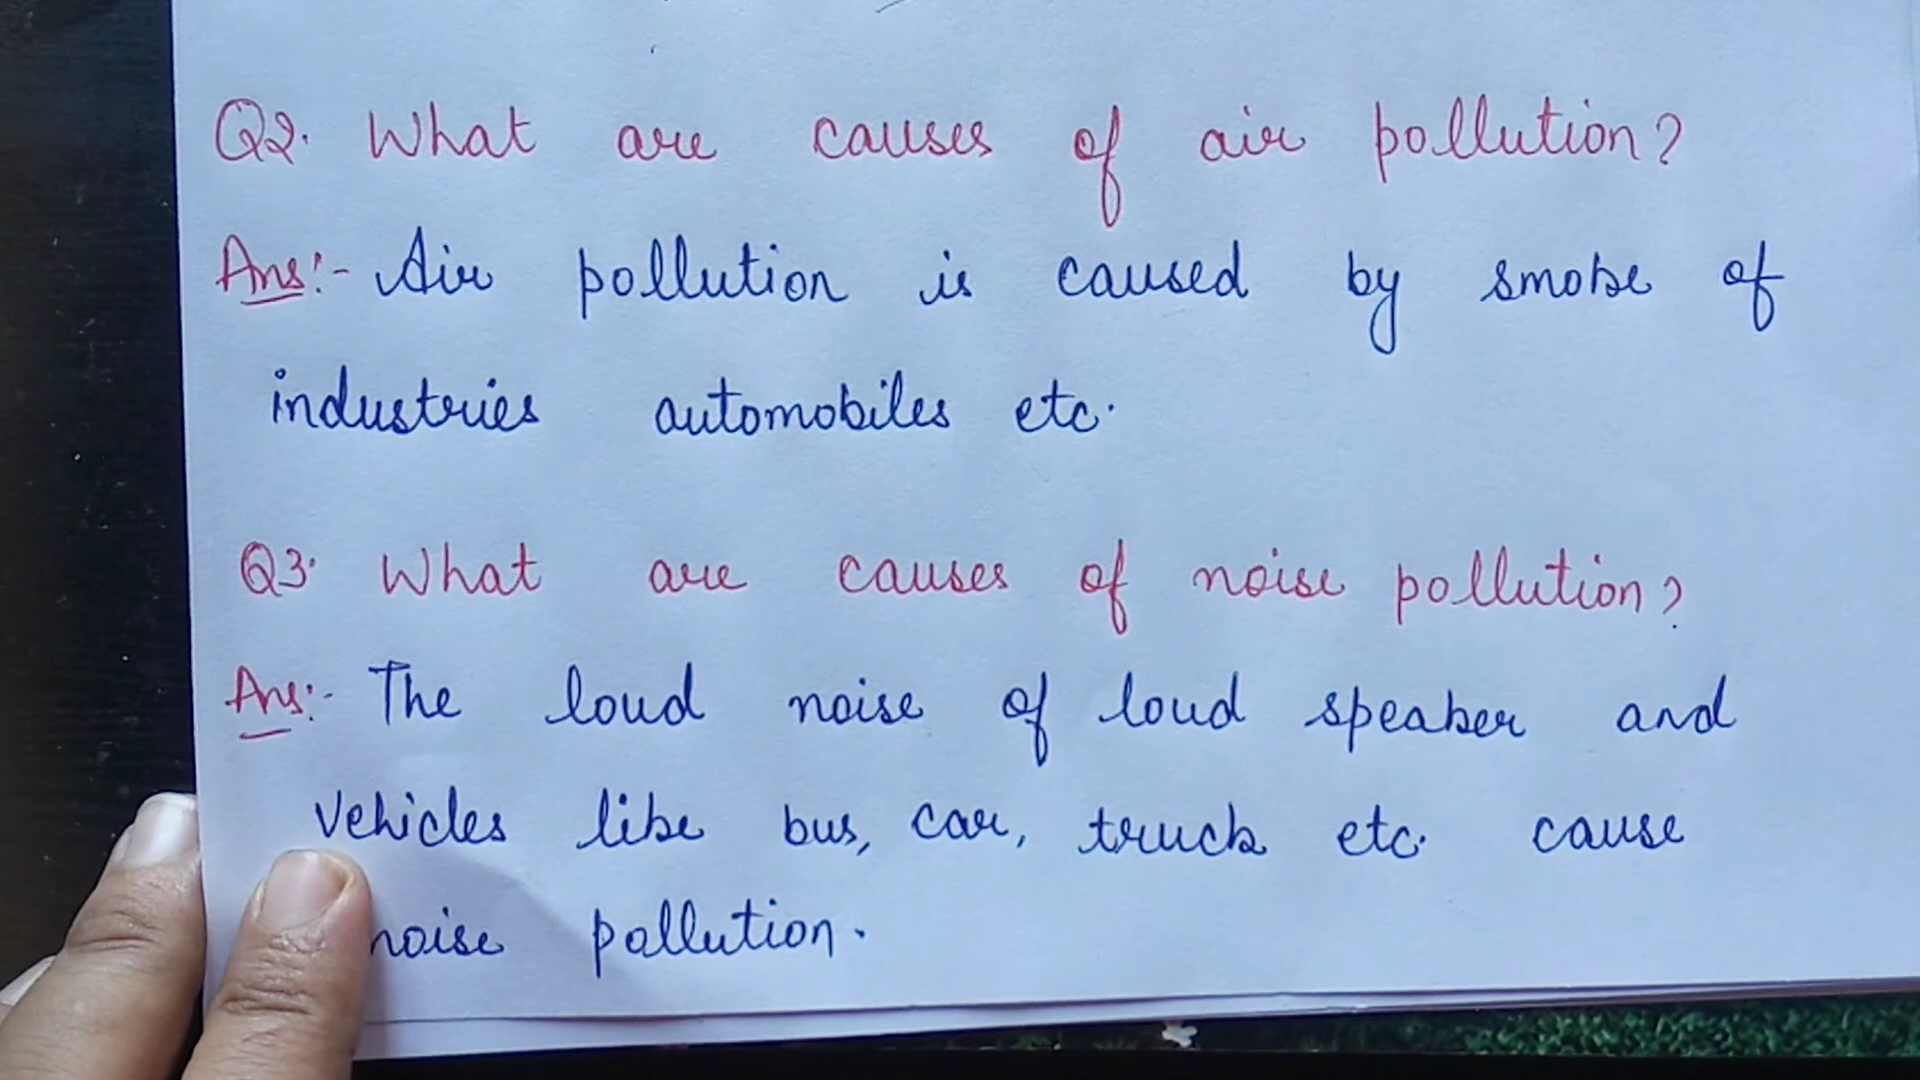 Q2. What are causes of air pollution?
Ans:- Air pollution is caused by smoke of
industries automobiles etc.
Q3. What are causes of noise pollution?
Ans:- The loud noise of loud speaker and
vehicles like bus, car, truck etc. cause
noise pollution.